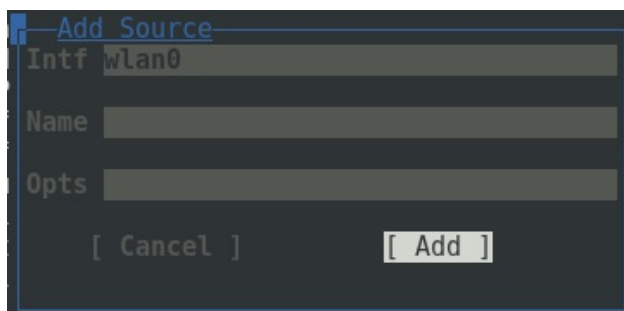 Add Source
Intf wlan0
Name
Opts
[ Cancel ] [ Add ]